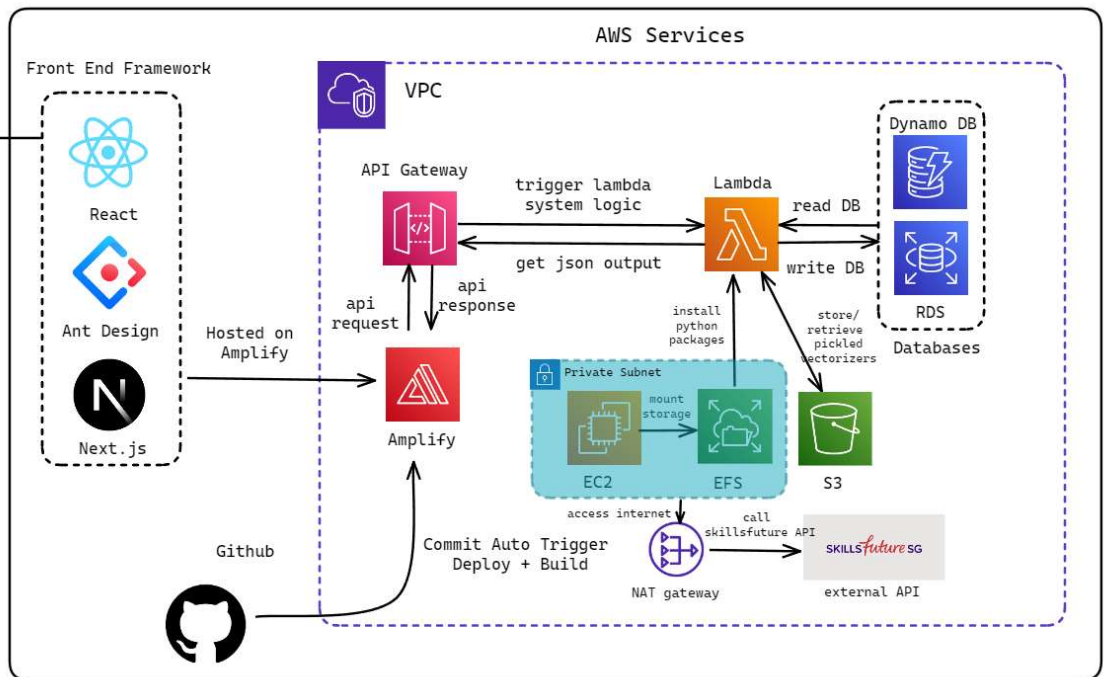 AWS Services
Front End Framework
React
Ant Design
Next.js
Hosted on
Amplify
Github
Commit Auto Trigger
Deploy + Build
VPC
API Gateway
</>
api
request
api
response
Amplify
trigger lambda
system logic
get json output
Lambda
read DB
write DB
Dynamo DB
RDS
Databases
install
python
packages
store/
retrieve
pickled
vectorizers
Private Subnet
mount
storage
EC2
EFS
S3
access internet
call
skillsfuture API
NAT gateway
SKILLS future SG
external API